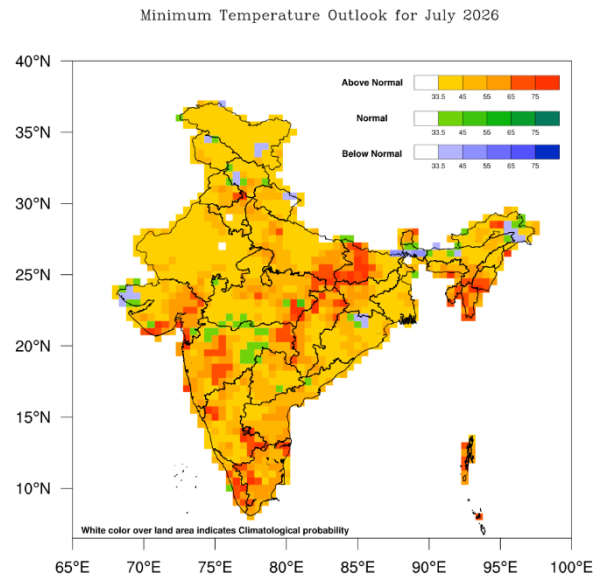 Minimum Temperature Outlook for July 2026
40°N
35°N
30°N
25°N
20°N
15°N
10°N
Above Normal
33.5 45 55 65 75
Normal
33.5 45 55 65 75
Below Normal
33.5 45 55 65 75
White color over land area indicates Climatological probability
65°E 70°E 75°E 80°E 85°E 90°E 95°E 100°E